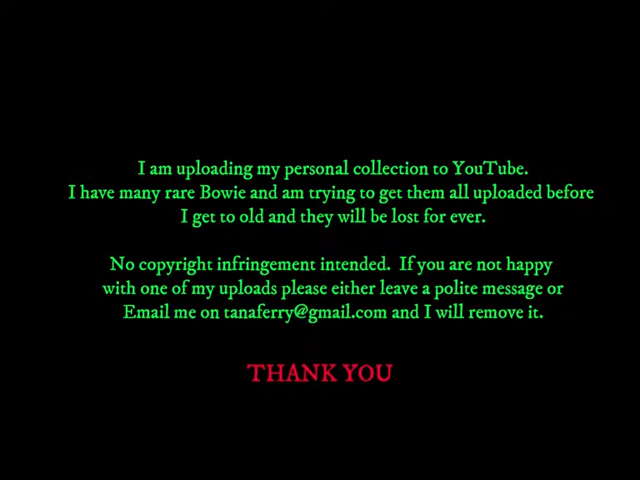 I am uploading my personal collection to YouTube.
I have many rare Bowie and am trying to get them all uploaded before
I get to old and they will be lost for ever.
No copyright infringement intended.  If you are not happy
with one of my uploads please either leave a polite message or
Email me on tanaferry@gmail.com and I will remove it.
THANK YOU